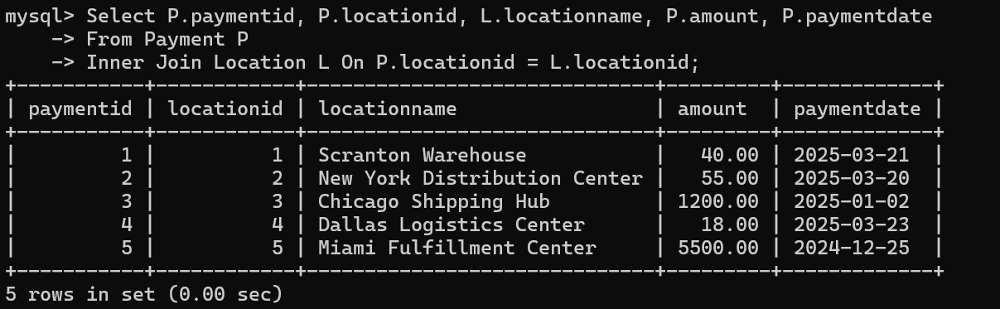 mysql> Select P.paymentid, P.locationid, L.locationname, P.amount, P.paymentdate
    -> From Payment P
    -> Inner Join Location L On P.locationid = L.locationid;
+-----------+------------+------------------------------+---------+-------------+
| paymentid | locationid | locationname                 | amount  | paymentdate |
+-----------+------------+------------------------------+---------+-------------+
|         1 |          1 | Scranton Warehouse           |   40.00 | 2025-03-21  |
|         2 |          2 | New York Distribution Center |   55.00 | 2025-03-20  |
|         3 |          3 | Chicago Shipping Hub         | 1200.00 | 2025-01-02  |
|         4 |          4 | Dallas Logistics Center      |   18.00 | 2025-03-23  |
|         5 |          5 | Miami Fulfillment Center     | 5500.00 | 2024-12-25  |
+-----------+------------+------------------------------+---------+-------------+
5 rows in set (0.00 sec)